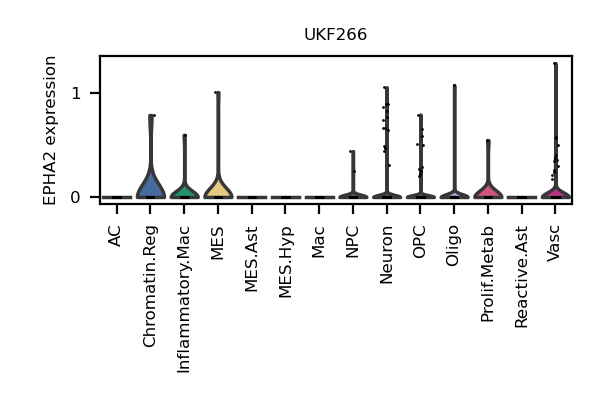 UKF266
EPHA2 expression
1
0
AC
Chromatin.Reg
Inflammatory.Mac
MES
MES.Ast
MES.Hyp
Mac
NPC
Neuron
OPC
Oligo
Prolif.Metab
Reactive.Ast
Vasc